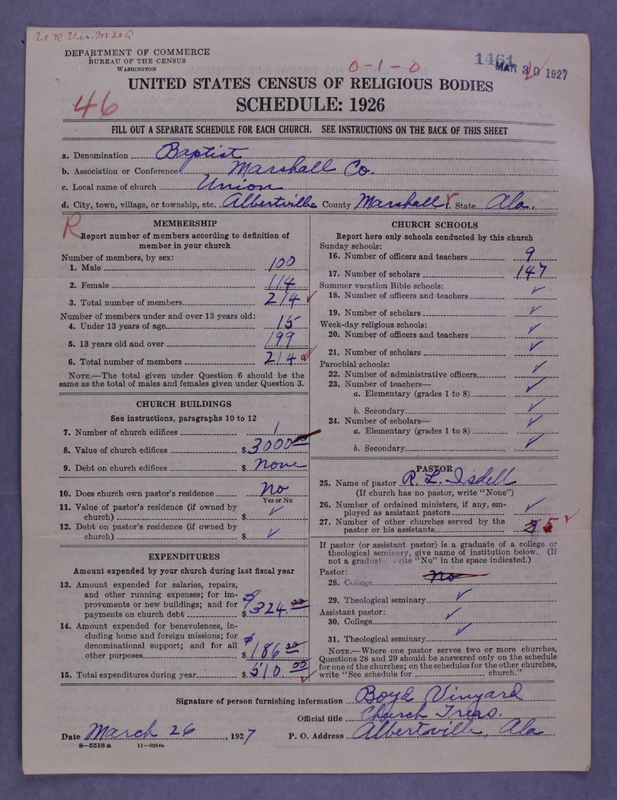 DEPARTMENT OF COMMERCE
BUREAU OF THE CENSUS
WASHINGTON
0-1-0
1461
MAR 30 1927
46
UNITED STATES CENSUS OF RELIGIOUS BODIES
SCHEDULE: 1926
FILL OUT A SEPARATE SCHEDULE FOR EACH CHURCH. SEE INSTRUCTIONS ON THE BACK OF THIS SHEET
a. Denomination Baptist
b. Association or Conference Marshall Co.
c. Local name of church Union
d. City, town, village, or township, etc. Albertville County Marshall State Ala.
R
MEMBERSHIP
Report number of members according to definition of
member in your church
Number of members, by sex:
1. Male 100
2. Female 114
3. Total number of members 214
Number of members under and over 13 years old:
4. Under 13 years of age 15
5. 13 years old and over 199
6. Total number of members 214
NOTE.—The total given under Question 6 should be the
same as the total of males and females given under Question 3.
CHURCH BUILDINGS
See instructions, paragraphs 10 to 12
7. Number of church edifices 1
8. Value of church edifices $ 3000
9. Debt on church edifices $ None
10. Does church own pastor's residence No
Yes or No
11. Value of pastor's residence (if owned by
church) $ ✓
12. Debt on pastor's residence (if owned by
church) $ ✓
EXPENDITURES
Amount expended by your church during last fiscal year
13. Amount expended for salaries, repairs,
and other running expenses; for im-
provements or new buildings; and for
payments on church debt $ 324.00
14. Amount expended for benevolences, in-
cluding home and foreign missions; for
denominational support; and for all
other purposes $ 186.00
15. Total expenditures during year $ 510.00
CHURCH SCHOOLS
Report here only schools conducted by this church
Sunday schools:
16. Number of officers and teachers 9
17. Number of scholars 147
Summer vacation Bible schools:
18. Number of officers and teachers ✓
19. Number of scholars ✓
Week-day religious schools:
20. Number of officers and teachers ✓
21. Number of scholars ✓
Parochial schools:
22. Number of administrative officers ✓
23. Number of teachers—
a. Elementary (grades 1 to 8) ✓
b. Secondary ✓
24. Number of scholars—
a. Elementary (grades 1 to 8) ✓
b. Secondary ✓
PASTOR
25. Name of pastor R. L. Isdell
(If church has no pastor, write "None")
26. Number of ordained ministers, if any, em-
ployed as assistant pastors ✓
27. Number of other churches served by the
pastor or his assistants 5
If pastor (or assistant pastor) is a graduate of a college or
theological seminary, give name of institution below. (If
not a graduate, write "No" in the space indicated.)
Pastor:
28. College No
29. Theological seminary ✓
Assistant pastor:
30. College ✓
31. Theological seminary ✓
NOTE.—Where one pastor serves two or more churches,
Questions 28 and 29 should be answered only on the schedule
for one of the churches; on the schedules for the other churches,
write "See schedule for church."
Signature of person furnishing information Boyd Vinyard
Official title Church Treas.
Date March 26, 1927 P. O. Address Albertville, Ala
8—5518 a 11—9054a